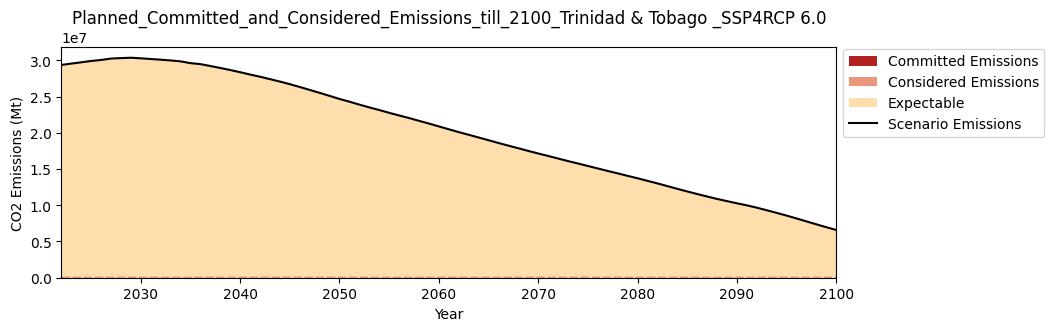 Planned_Committed_and_Considered_Emissions_till_2100_Trinidad & Tobago _SSP4RCP 6.0
1e7
3.0
2.5
2.0
1.5
1.0
0.5
0.0
CO2 Emissions (Mt)
2030 2040 2050 2060 2070 2080 2090 2100
Year
Committed Emissions
Considered Emissions
Expectable
Scenario Emissions